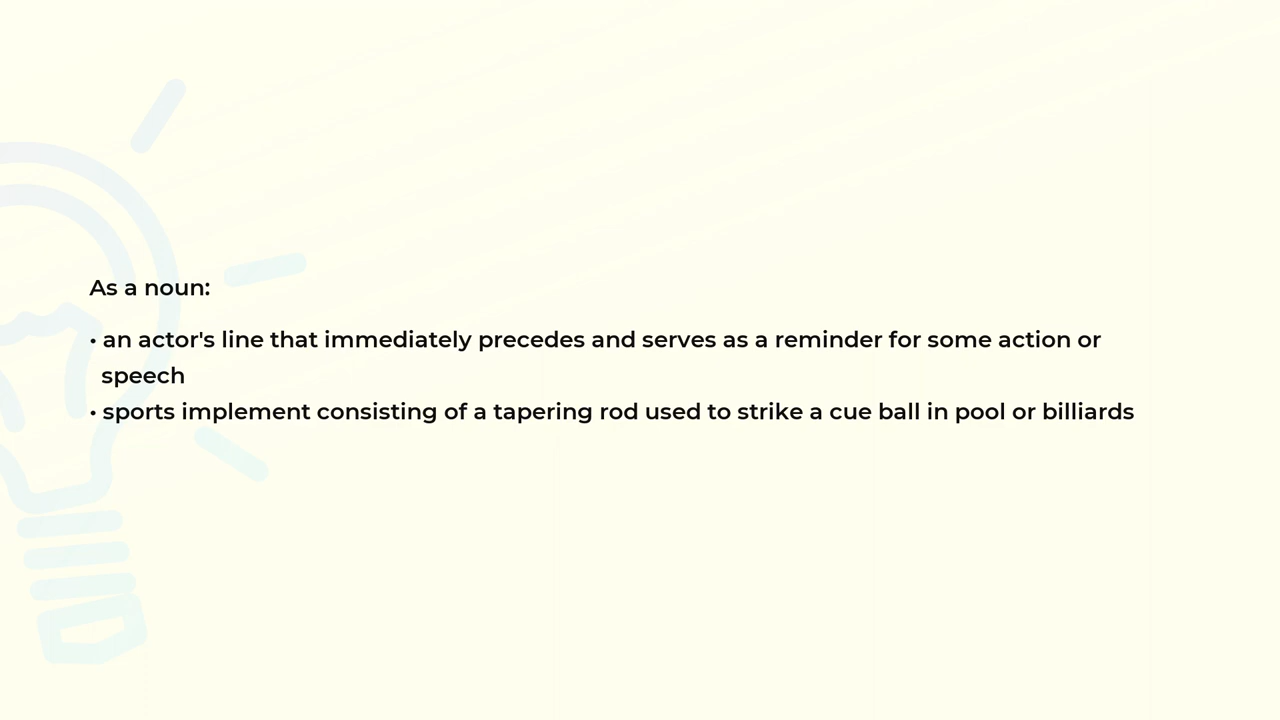 As a noun:
• an actor's line that immediately precedes and serves as a reminder for some action or
speech
• sports implement consisting of a tapering rod used to strike a cue ball in pool or billiards